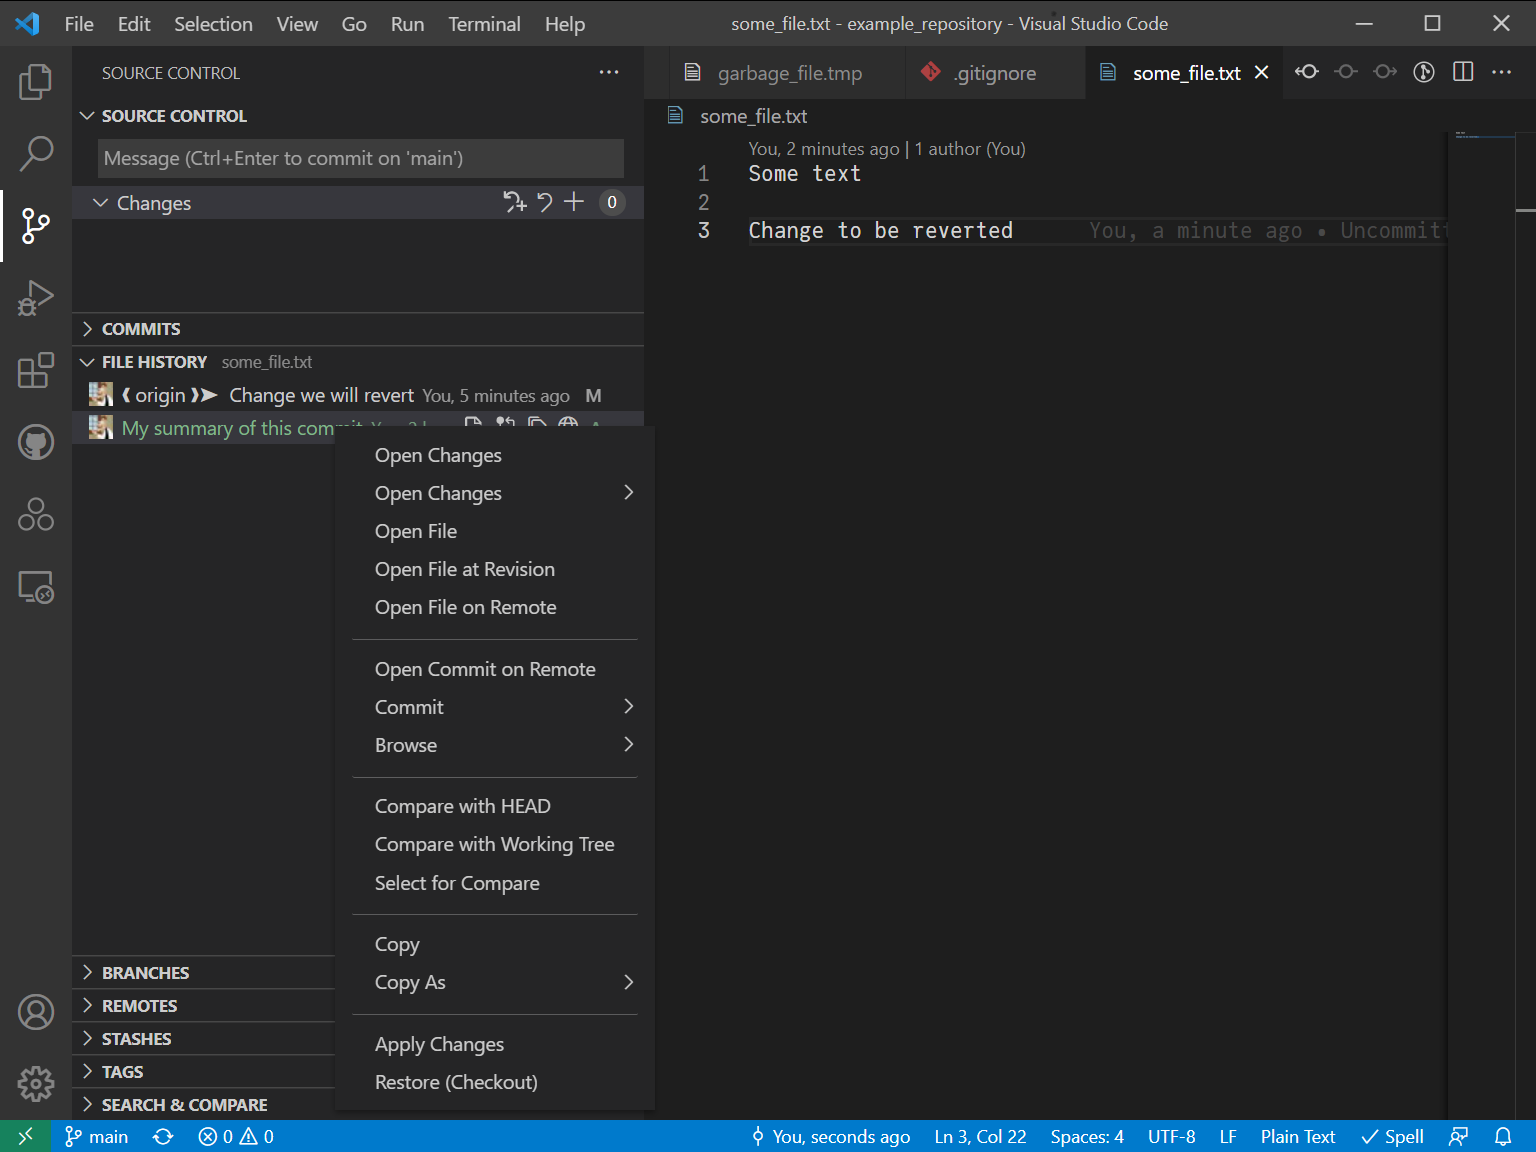 File Edit Selection View Go Run Terminal Help some_file.txt - example_repository - Visual Studio Code
SOURCE CONTROL
garbage_file.tmp .gitignore some_file.txt
SOURCE CONTROL
some_file.txt
Message (Ctrl+Enter to commit on 'main')
You, 2 minutes ago | 1 author (You)
1 Some text
Changes 0
2
3 Change to be reverted You, a minute ago • Uncommitt
COMMITS
FILE HISTORY some_file.txt
origin Change we will revert You, 5 minutes ago M
My summary of this commit
Open Changes
Open Changes
Open File
Open File at Revision
Open File on Remote
Open Commit on Remote
Commit
Browse
Compare with HEAD
Compare with Working Tree
Select for Compare
Copy
Copy As
Apply Changes
Restore (Checkout)
BRANCHES
REMOTES
STASHES
TAGS
SEARCH & COMPARE
main 0 0 You, seconds ago Ln 3, Col 22 Spaces: 4 UTF-8 LF Plain Text Spell